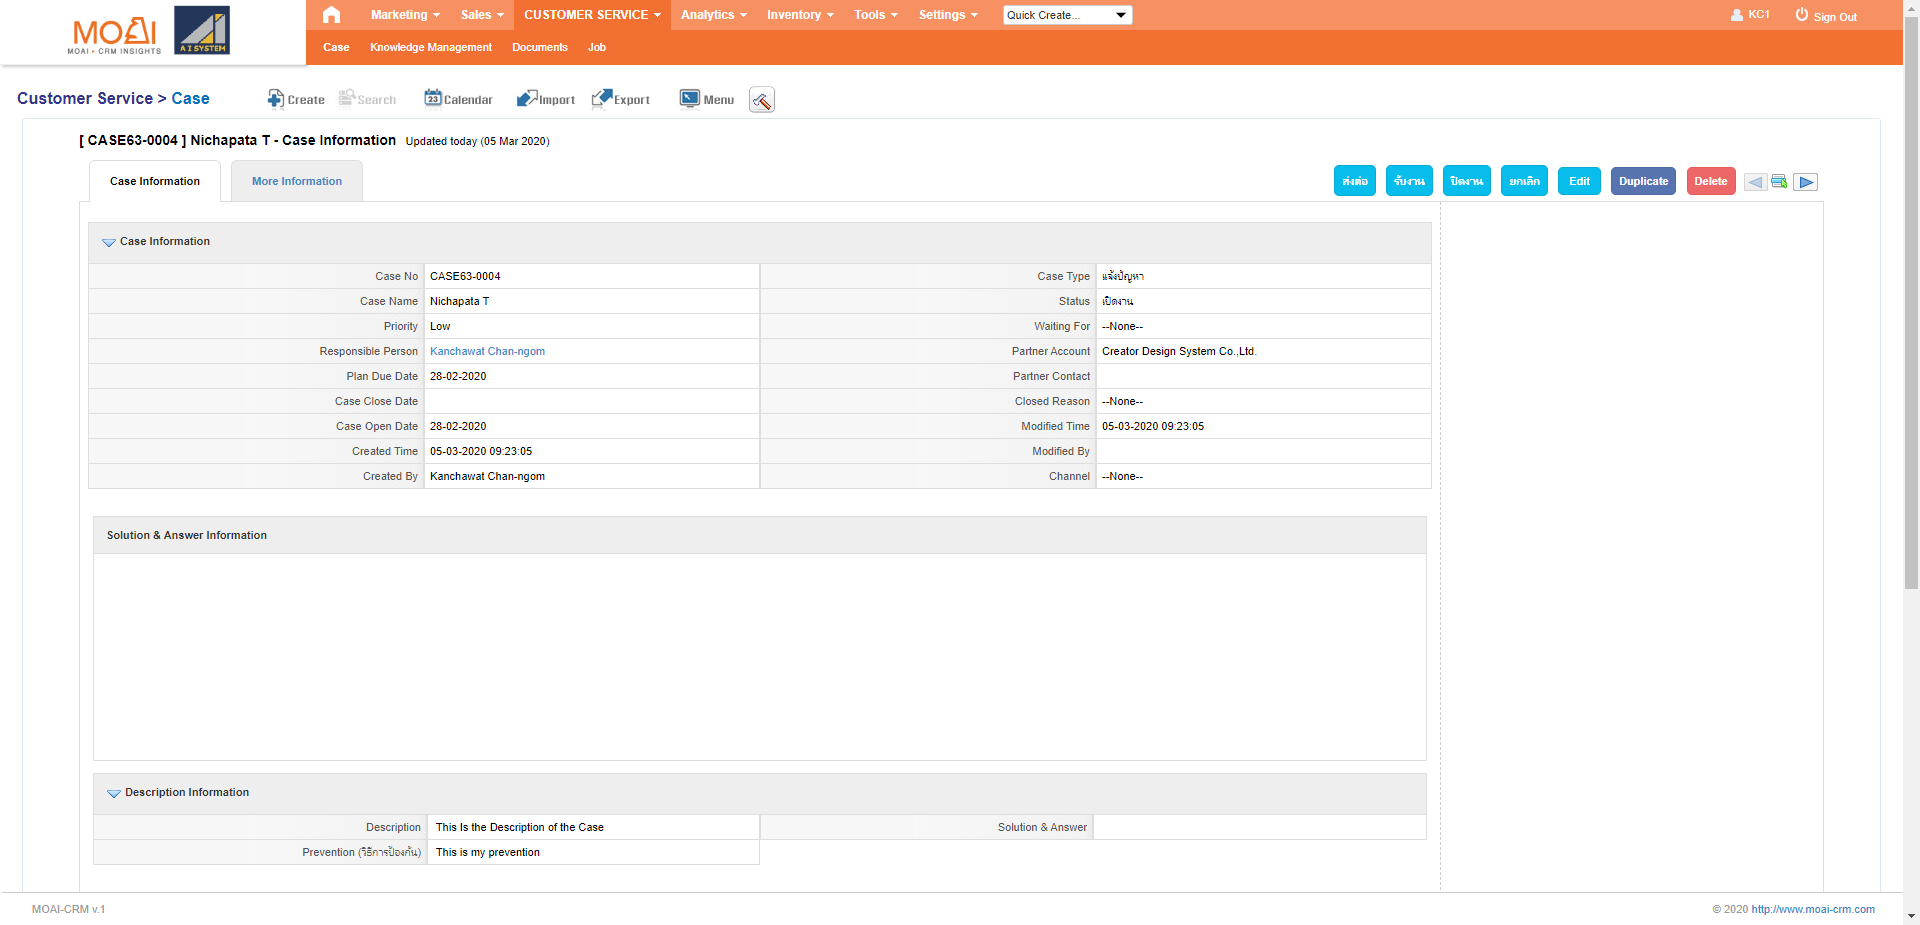 MOAI
MOAI • CRM INSIGHTS
A I SYSTEM
Marketing Sales CUSTOMER SERVICE Analytics Inventory Tools Settings Quick Create... KC1 Sign Out
Case Knowledge Management Documents Job
Customer Service > Case Create Search 23 Calendar Import Export Menu
[ CASE63-0004 ] Nichapata T - Case Information Updated today (05 Mar 2020)
Case Information More Information ส่งต่อ รับงาน ปิดงาน ยกเลิก Edit Duplicate Delete
Case Information
Case No CASE63-0004 Case Type แจ้งปัญหา
Case Name Nichapata T Status เปิดงาน
Priority Low Waiting For --None--
Responsible Person Kanchawat Chan-ngom Partner Account Creator Design System Co.,Ltd.
Plan Due Date 28-02-2020 Partner Contact
Case Close Date Closed Reason --None--
Case Open Date 28-02-2020 Modified Time 05-03-2020 09:23:05
Created Time 05-03-2020 09:23:05 Modified By
Created By Kanchawat Chan-ngom Channel --None--
Solution & Answer Information
Description Information
Description This Is the Description of the Case Solution & Answer
Prevention (วิธีการป้องกัน) This is my prevention
MOAI-CRM v.1 © 2020 http://www.moai-crm.com